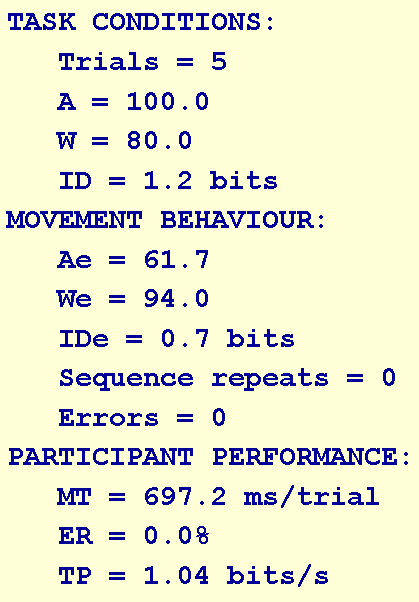 TASK CONDITIONS:
Trials = 5
A = 100.0
W = 80.0
ID = 1.2 bits
MOVEMENT BEHAVIOUR:
Ae = 61.7
We = 94.0
IDe = 0.7 bits
Sequence repeats = 0
Errors = 0
PARTICIPANT PERFORMANCE:
MT = 697.2 ms/trial
ER = 0.0%
TP = 1.04 bits/s